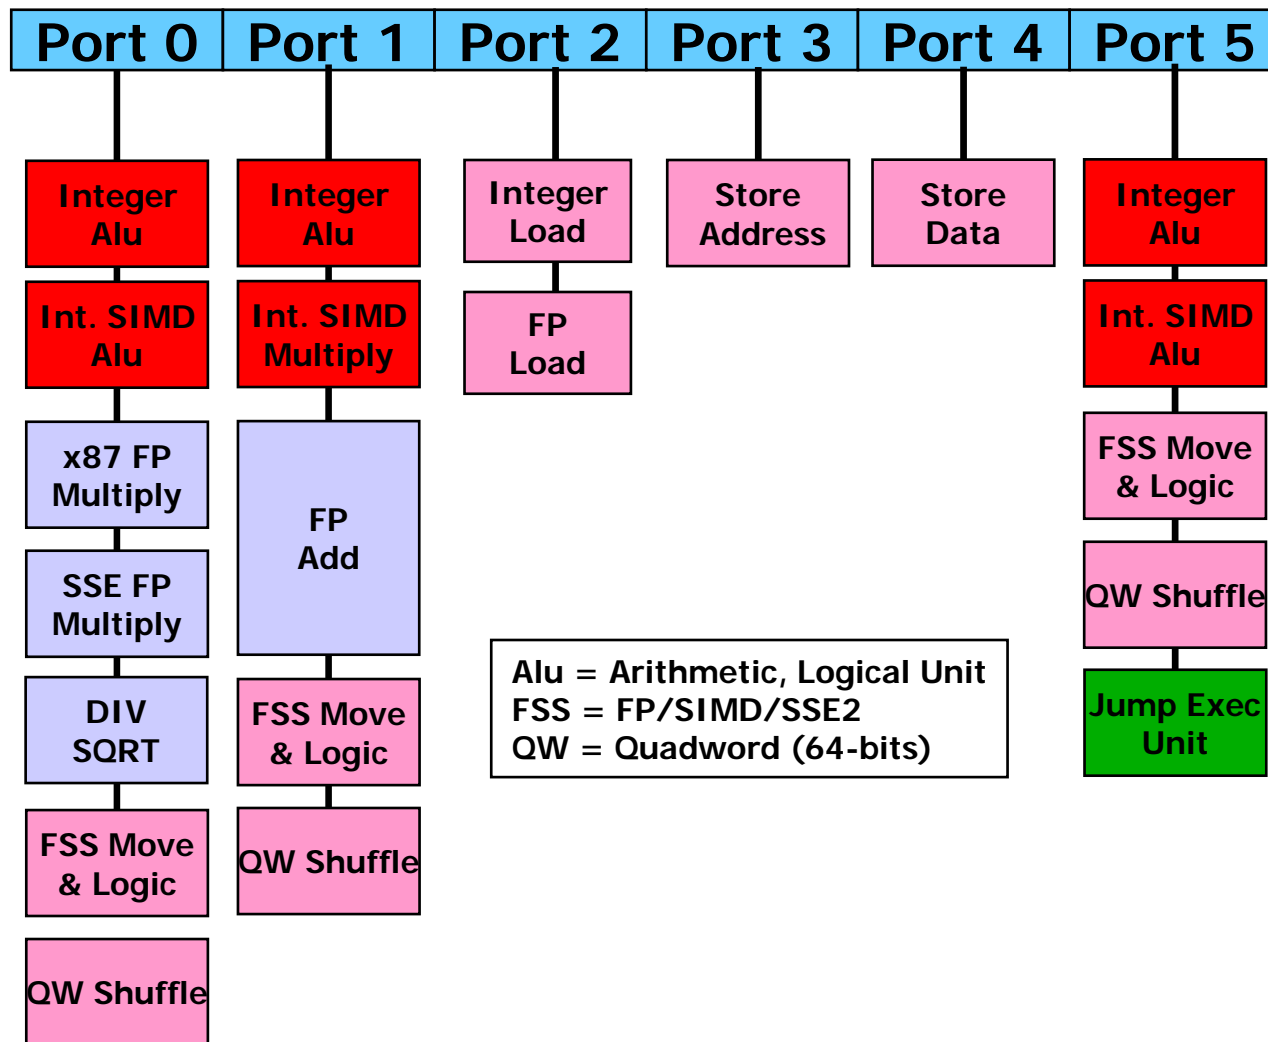 Port 0 Port 1 Port 2 Port 3 Port 4 Port 5
Integer
Alu
Int. SIMD
Alu
x87 FP
Multiply
SSE FP
Multiply
DIV
SQRT
FSS Move
& Logic
QW Shuffle
Integer
Alu
Int. SIMD
Multiply
FP
Add
FSS Move
& Logic
QW Shuffle
Integer
Load
FP
Load
Store
Address
Store
Data
Integer
Alu
Int. SIMD
Alu
FSS Move
& Logic
QW Shuffle
Jump Exec
Unit
Alu = Arithmetic, Logical Unit
FSS = FP/SIMD/SSE2
QW = Quadword (64-bits)